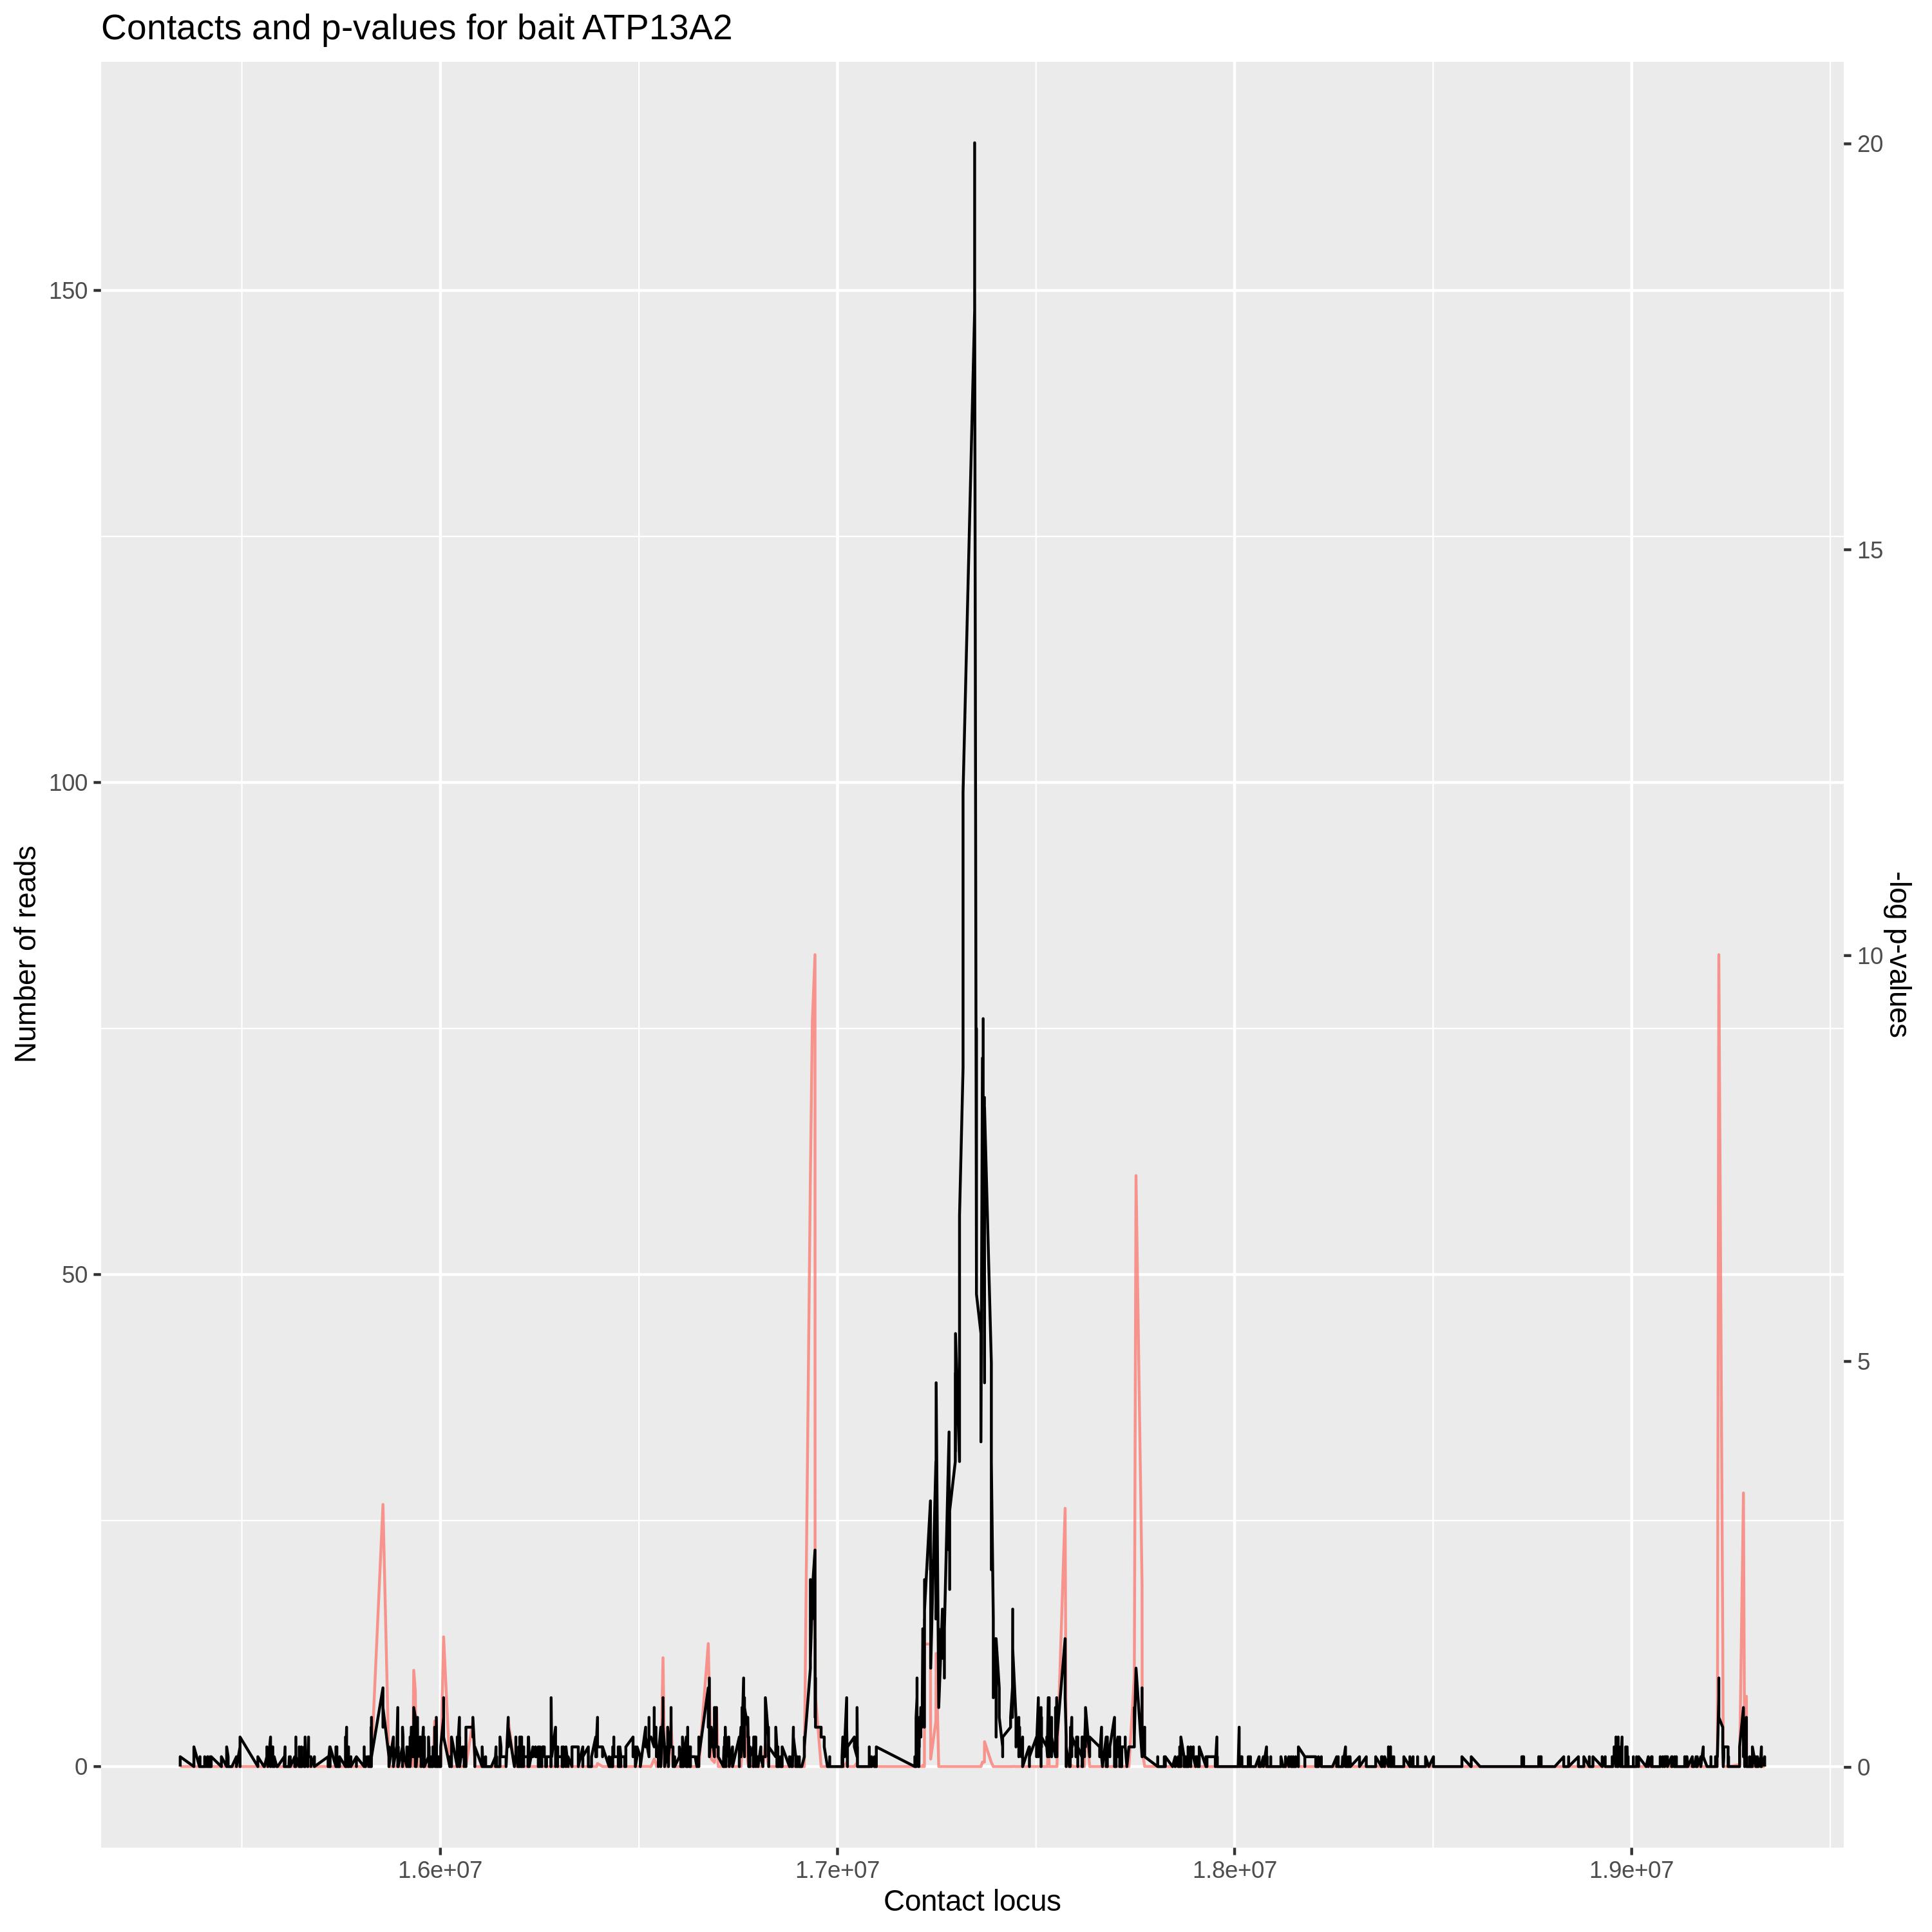 Contacts and p-values for bait ATP13A2
Number of reads
150
100
50
0
20
15
10
5
0
-log p-values
1.6e+07
1.7e+07
1.8e+07
1.9e+07
Contact locus